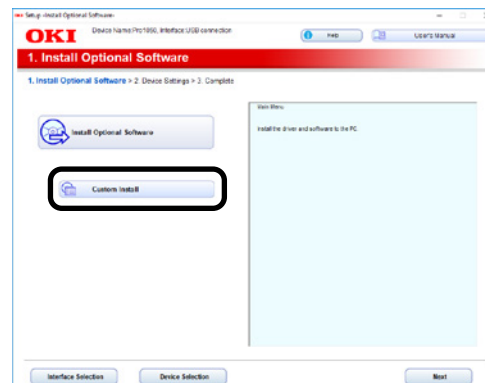 Setup -Install Optional Software-
OKI
Device Name:Pro1050, Interface:USB connection
User's Manual
1. Install Optional Software
1. Install Optional Software > 2. Device Settings > 3. Complete
Install Optional Software
Custom Install
Main Menu
Install the driver and software to the PC.
Interface Selection
Device Selection
Next